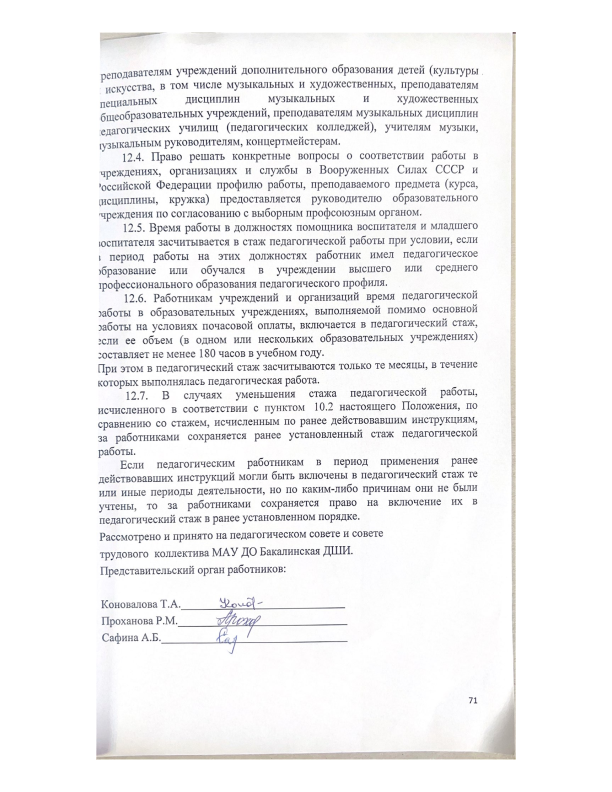 реподавателям учреждений дополнительного образования детей (культуры
искусства, в том числе музыкальных и художественных, преподавателям
пециальных дисциплин музыкальных и художественных
бщеобразовательных учреждений, преподавателям музыкальных дисциплин
педагогических училищ (педагогических колледжей), учителям музыки,
музыкальным руководителям, концертмейстерам.
12.4. Право решать конкретные вопросы о соответствии работы в
учреждениях, организациях и службы в Вооруженных Силах СССР и
Российской Федерации профилю работы, преподаваемого предмета (курса,
дисциплины, кружка) предоставляется руководителю образовательного
учреждения по согласованию с выборным профсоюзным органом.
12.5. Время работы в должностях помощника воспитателя и младшего
воспитателя засчитывается в стаж педагогической работы при условии, если
в период работы на этих должностях работник имел педагогическое
образование или обучался в учреждении высшего или среднего
профессионального образования педагогического профиля.
12.6. Работникам учреждений и организаций время педагогической
работы в образовательных учреждениях, выполняемой помимо основной
работы на условиях почасовой оплаты, включается в педагогический стаж,
если ее объем (в одном или нескольких образовательных учреждениях)
составляет не менее 180 часов в учебном году.
При этом в педагогический стаж засчитываются только те месяцы, в течение
которых выполнялась педагогическая работа.
12.7. В случаях уменьшения стажа педагогической работы,
исчисленного в соответствии с пунктом 10.2 настоящего Положения, по
сравнению со стажем, исчисленным по ранее действовавшим инструкциям,
за работниками сохраняется ранее установленный стаж педагогической
работы.
Если педагогическим работникам в период применения ранее
действовавших инструкций могли быть включены в педагогический стаж те
или иные периоды деятельности, но по каким-либо причинам они не были
учтены, то за работниками сохраняется право на включение их в
педагогический стаж в ранее установленном порядке.
Рассмотрено и принято на педагогическом совете и совете
трудового коллектива МАУ ДО Бакалинская ДШИ.
Представительский орган работников:
Коновалова Т.А.
Проханова Р.М.
Сафина А.Б.
71